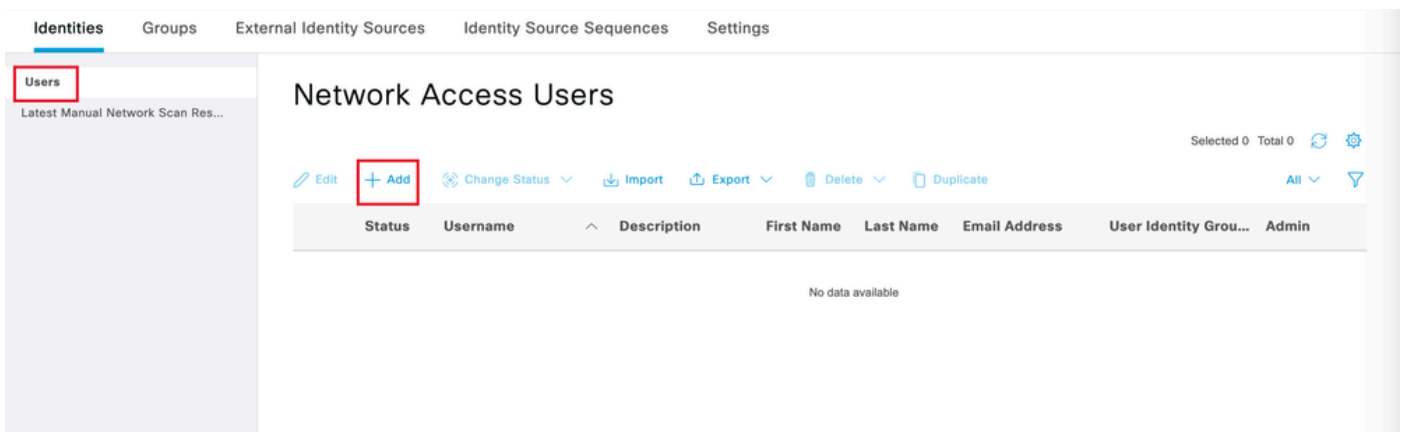 Identities Groups External Identity Sources Identity Source Sequences Settings
Users
Latest Manual Network Scan Res...
Network Access Users
Selected 0 Total 0
Edit + Add Change Status Import Export Delete Duplicate All
Status Username Description First Name Last Name Email Address User Identity Grou... Admin
No data available